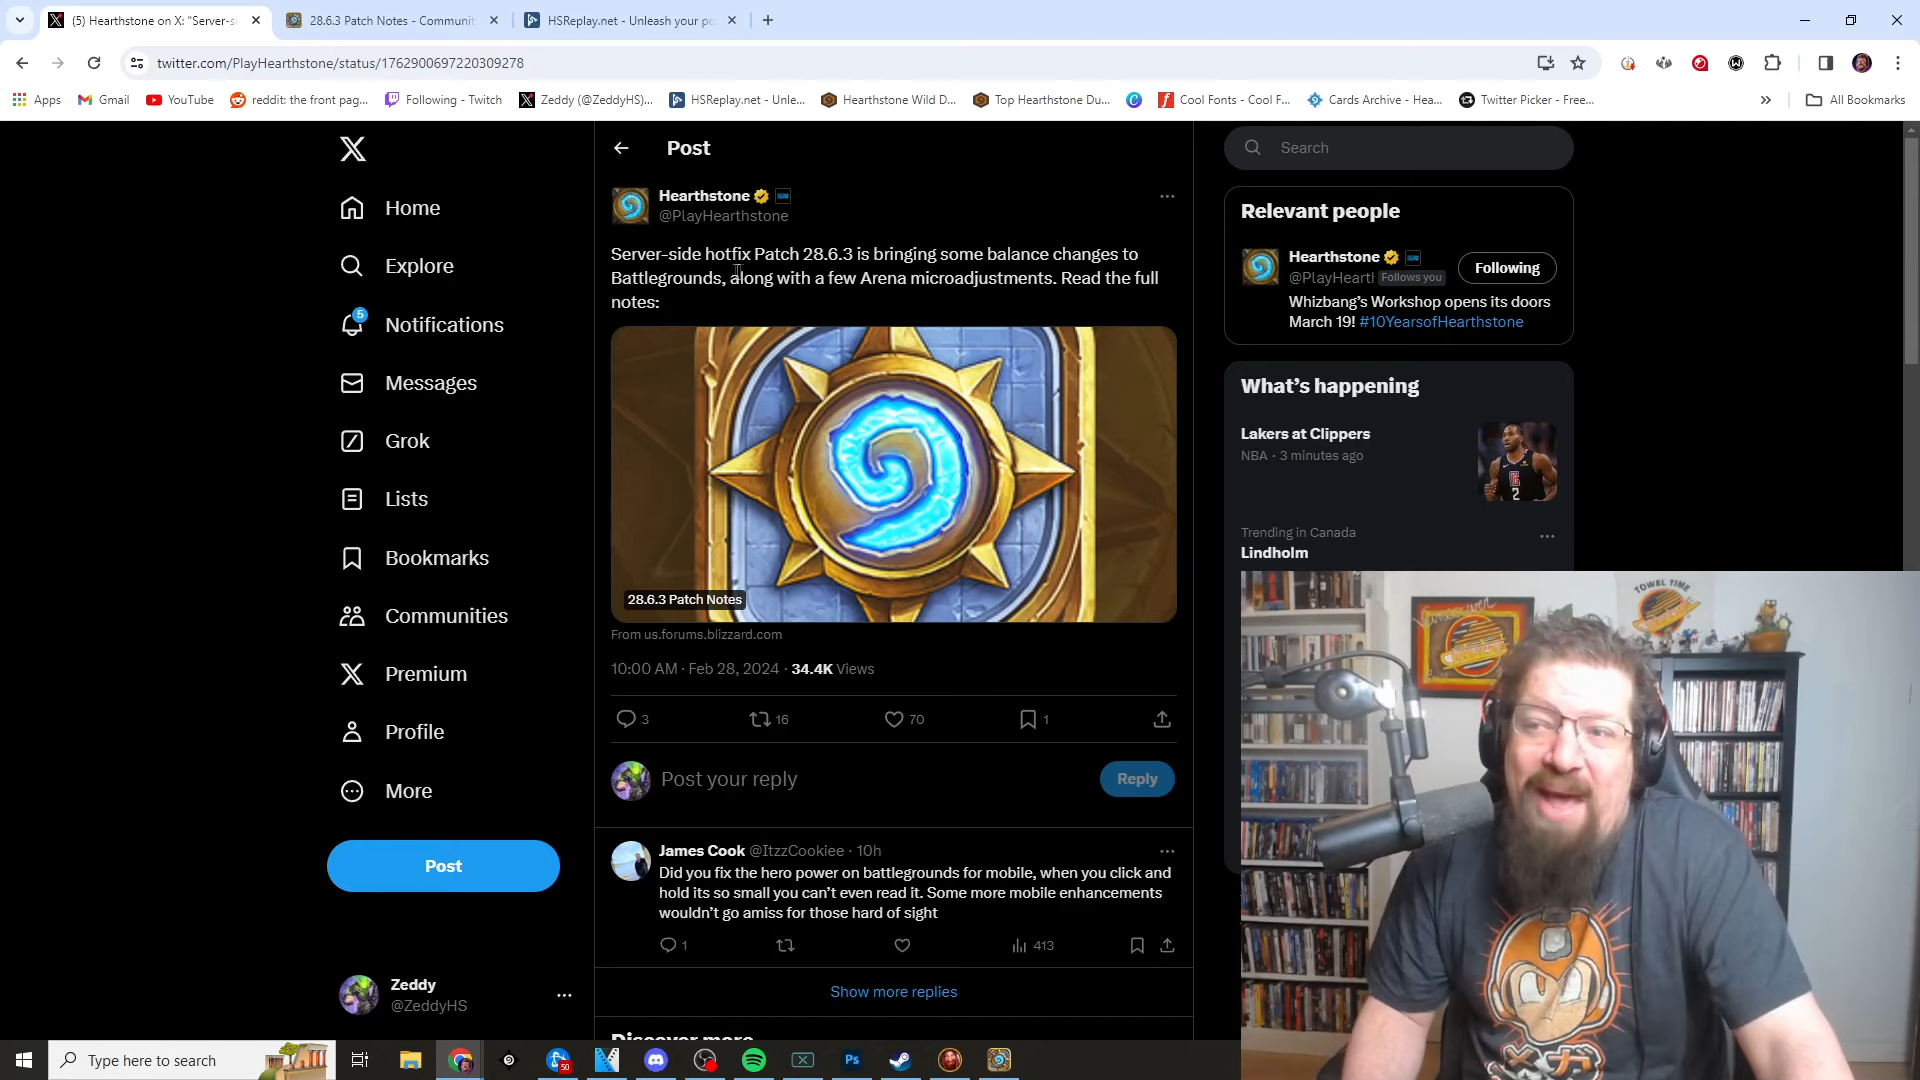 (5) Hearthstone on X: "Server-s
28.6.3 Patch Notes - Communit
HSReplay.net - Unleash your po
twitter.com/PlayHearthstone/status/1762900697220309278
Apps
Gmail
YouTube
reddit: the front pag...
Following - Twitch
Zeddy (@ZeddyHS)...
HSReplay.net - Unle...
Hearthstone Wild D...
Top Hearthstone Du...
Cool Fonts - Cool F...
Cards Archive - Hea...
Twitter Picker - Free...
All Bookmarks
Home
Explore
5
Notifications
Messages
Grok
Lists
Bookmarks
Communities
Premium
Profile
More
Post
Zeddy
@ZeddyHS
Post
Hearthstone
@PlayHearthstone
Server-side hotfix Patch 28.6.3 is bringing some balance changes to
Battlegrounds, along with a few Arena microadjustments. Read the full
notes:
28.6.3 Patch Notes
From us.forums.blizzard.com
10:00 AM · Feb 28, 2024 · 34.4K Views
3
16
70
1
Post your reply
Reply
James Cook @ItzzCookiee · 10h
Did you fix the hero power on battlegrounds for mobile, when you click and
hold its so small you can't even read it. Some more mobile enhancements
wouldn't go amiss for those hard of sight
1
413
Show more replies
Discover more
Search
Relevant people
Hearthstone
@PlayHeartl Follows you
Following
Whizbang's Workshop opens its doors
March 19! #10YearsofHearthstone
What's happening
Lakers at Clippers
NBA · 3 minutes ago
Trending in Canada
Lindholm
TOWEL TIME
Type here to search
50
Ps